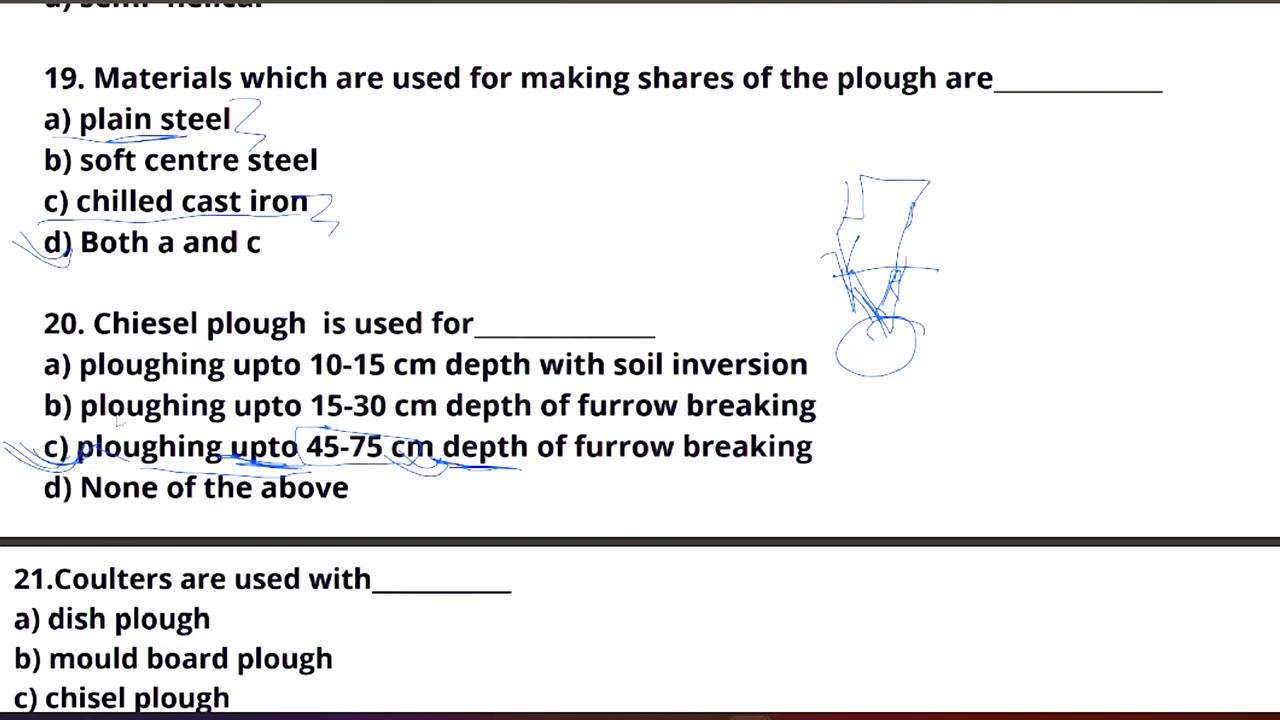 19. Materials which are used for making shares of the plough are____________
a) plain steel
b) soft centre steel
c) chilled cast iron
d) Both a and c
20. Chiesel plough is used for_____________
a) ploughing upto 10-15 cm depth with soil inversion
b) ploughing upto 15-30 cm depth of furrow breaking
c) ploughing upto 45-75 cm depth of furrow breaking
d) None of the above
21.Coulters are used with__________
a) dish plough
b) mould board plough
c) chisel plough